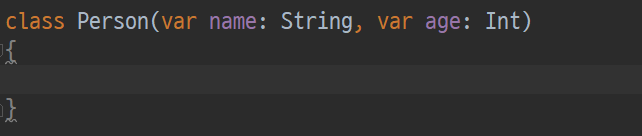 class Person(var name: String, var age: Int)
{
}